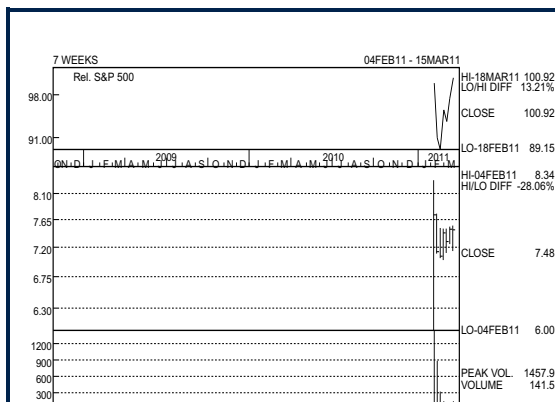 7 WEEKS 04FEB11 - 15MAR11
Rel. S&P 500
HI-18MAR11 100.92
LO/HI DIFF 13.21%
98.00
CLOSE 100.92
91.00
LO-18FEB11 89.15
2009 2010 2011
O N D J F M A M J J A S O N D J F M A M J J A S O N D J F M
HI-04FEB11 8.34
HI/LO DIFF -28.06%
8.10
7.65
7.20
CLOSE 7.48
6.75
6.30
LO-04FEB11 6.00
1200
900
PEAK VOL. 1457.9
600
VOLUME 141.5
300